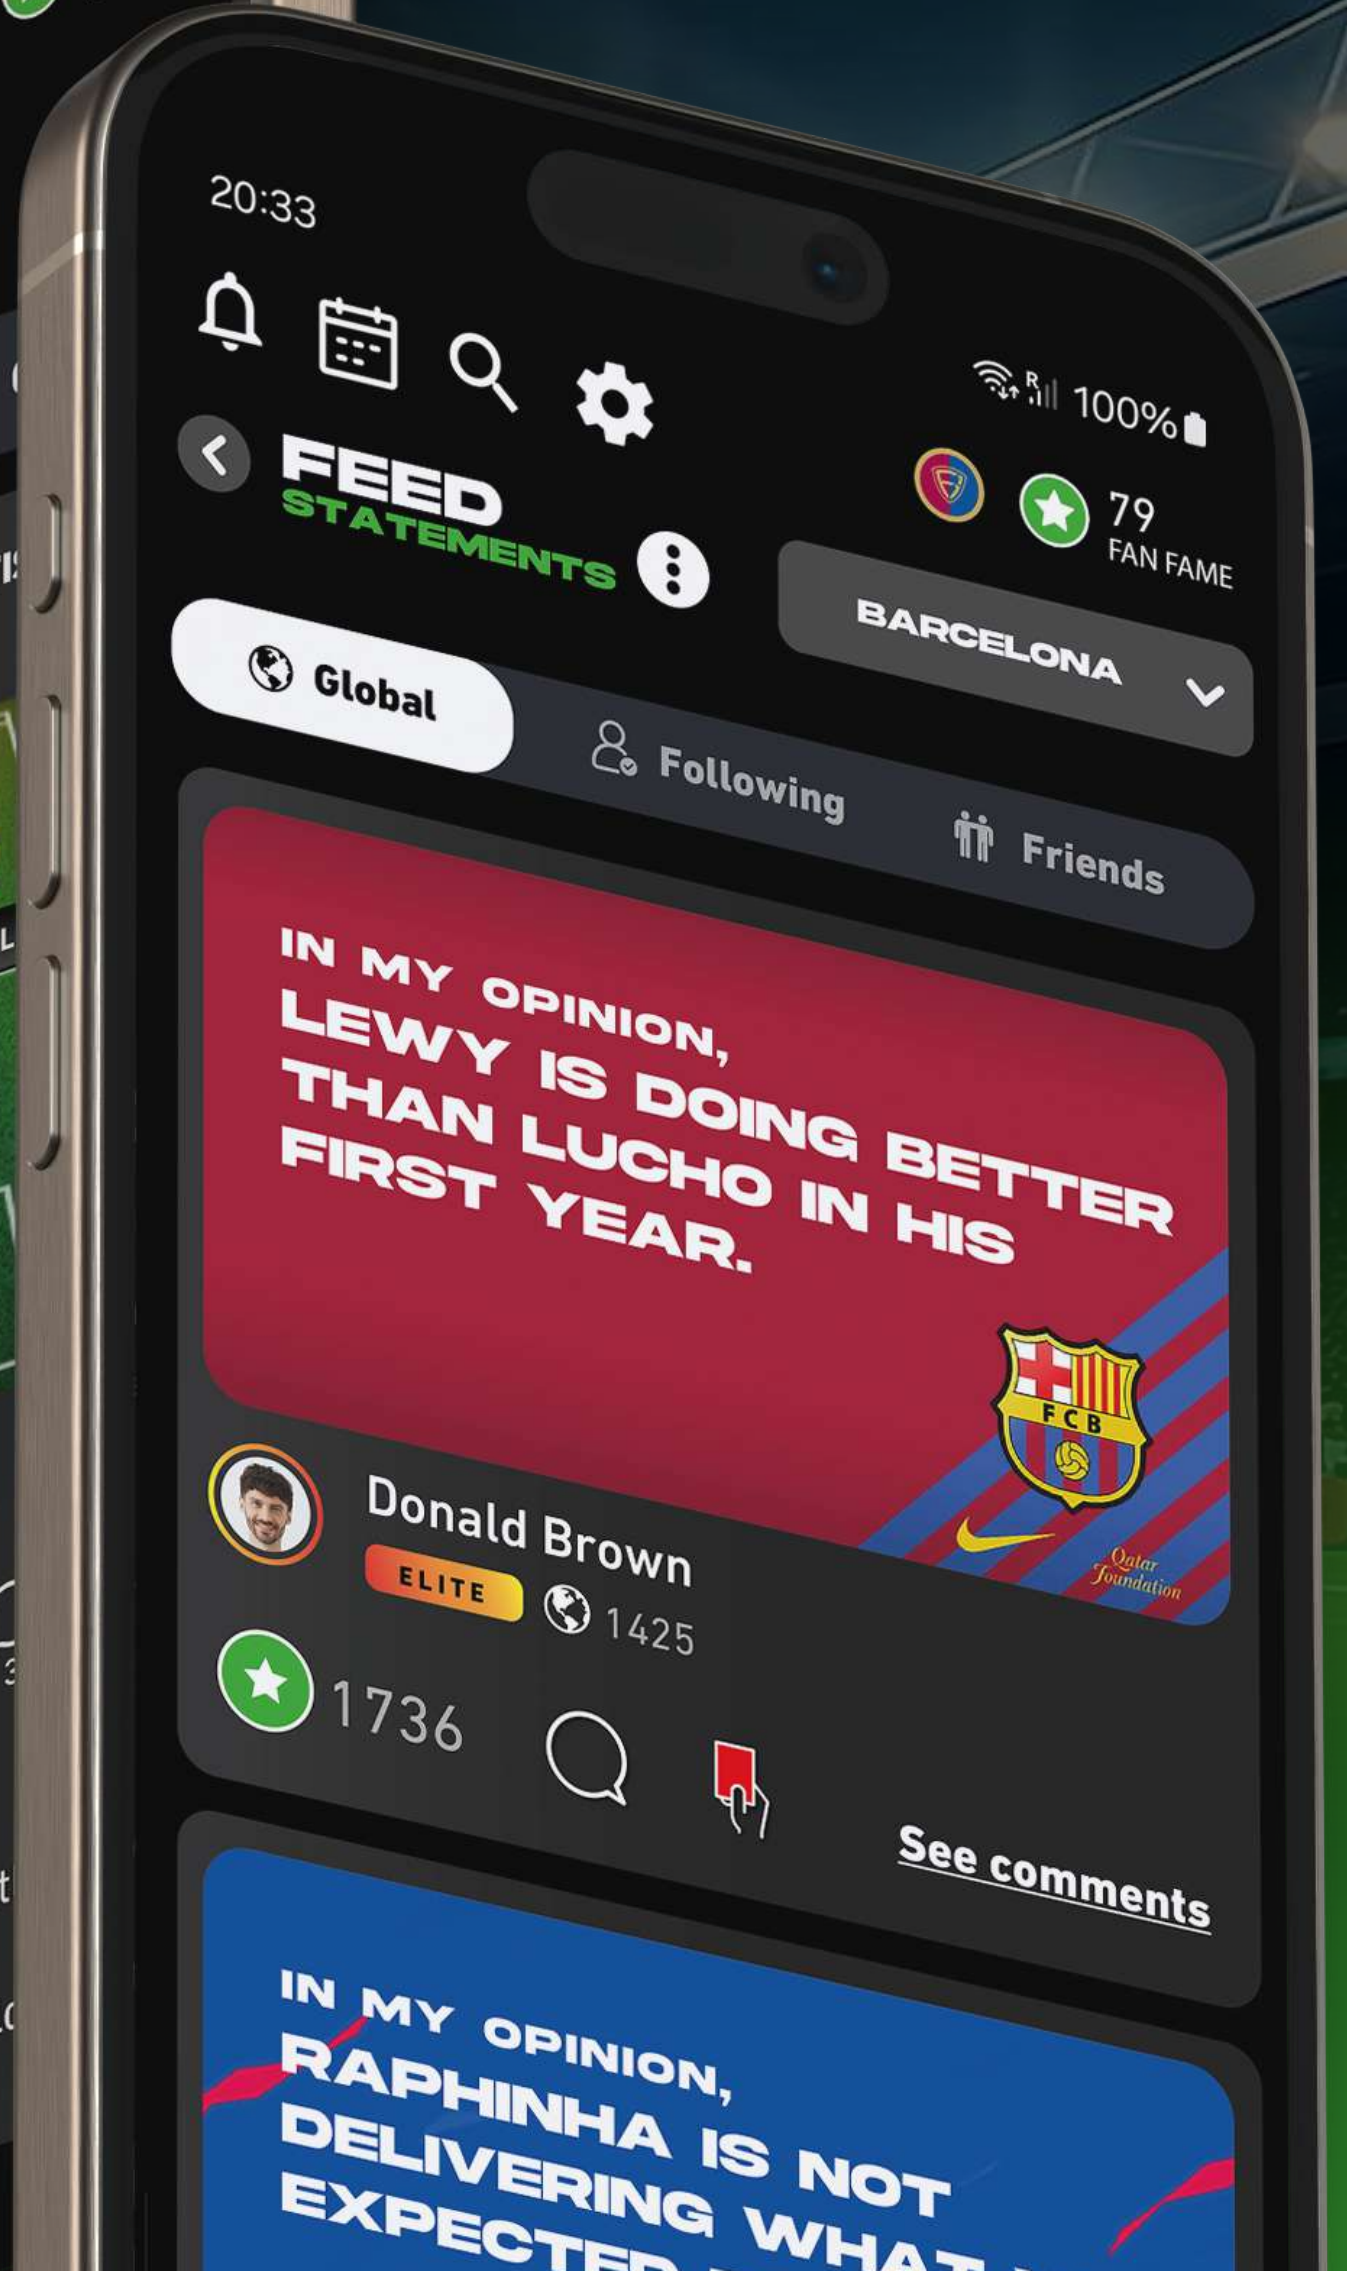 20:33
R 100%
FEED
STATEMENTS
79
FAN FAME
BARCELONA
Global
Following
Friends
IN MY OPINION,
LEWY IS DOING BETTER
THAN LUCHO IN HIS
FIRST YEAR.
FCB
Qatar
Foundation
Donald Brown
ELITE
1425
1736
See comments
IN MY OPINION,
RAPHINHA IS NOT
DELIVERING WHAT
EXPECTED